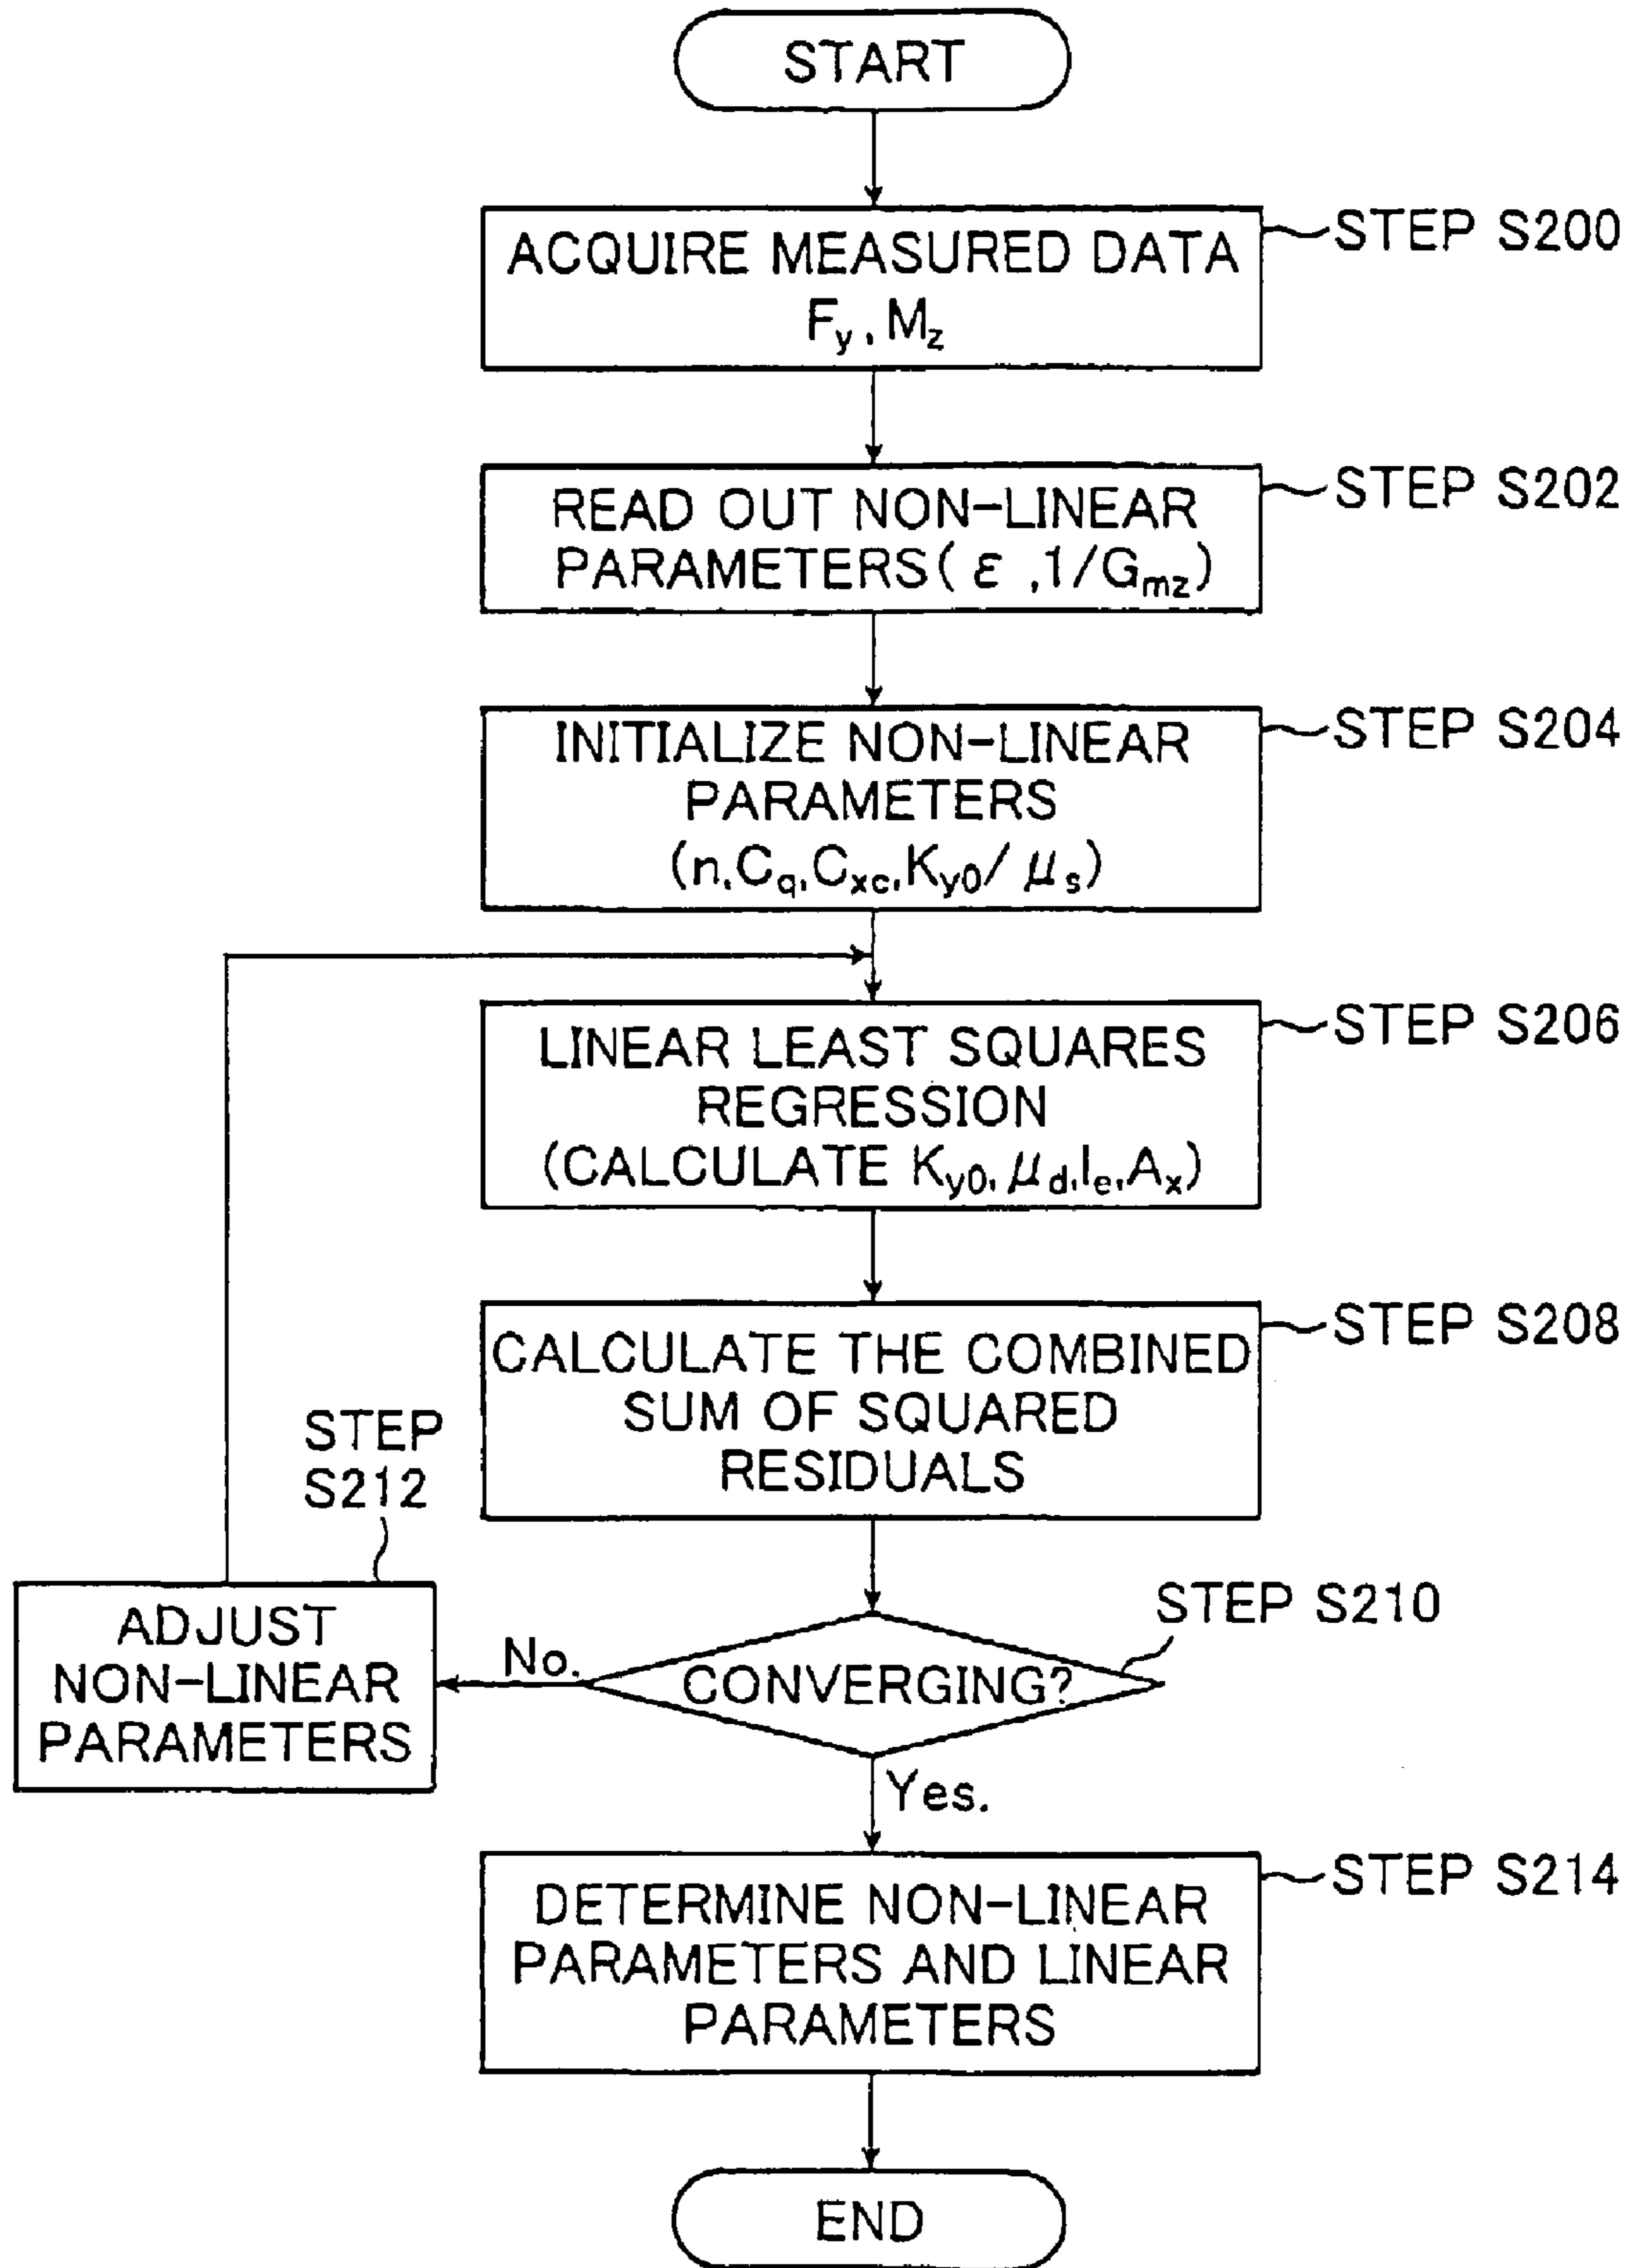 START
ACQUIRE MEASURED DATA
Fy, Mz
STEP S200
READ OUT NON-LINEAR
PARAMETERS( ε ,1/Gmz)
STEP S202
INITIALIZE NON-LINEAR
PARAMETERS
(n,Cq,Cxc,Ky0/ μs)
STEP S204
LINEAR LEAST SQUARES
REGRESSION
(CALCULATE Ky0, μd,le,Ax)
STEP S206
CALCULATE THE COMBINED
SUM OF SQUARED
RESIDUALS
STEP S208
STEP
S212
ADJUST
NON-LINEAR
PARAMETERS
No.
CONVERGING?
STEP S210
Yes.
DETERMINE NON-LINEAR
PARAMETERS AND LINEAR
PARAMETERS
STEP S214
END